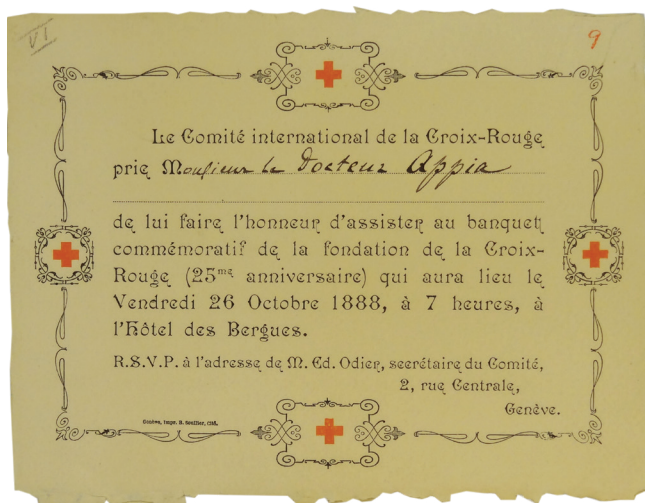 VI
9
Le Comité international de la Croix-Rouge
prie Monsieur le Docteur Appia
de lui faire l'honneur d'assister au banquet
commémoratif de la fondation de la Croix-
Rouge (25me anniversaire) qui aura lieu le
Vendredi 26 Octobre 1888, à 7 heures, à
l'Hôtel des Bergues.
R.S.V.P. à l'adresse de M. Ed. Odier, secrétaire du Comité,
2, rue Centrale,
Genève.
Genève, Impr.